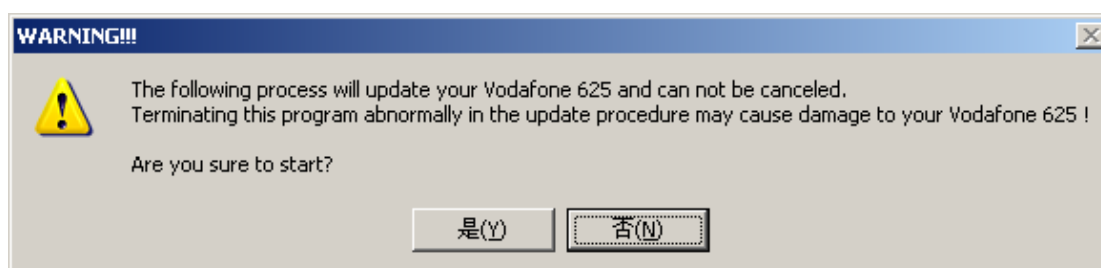 WARNING!!!
The following process will update your Vodafone 625 and can not be canceled.
Terminating this program abnormally in the update procedure may cause damage to your Vodafone 625 !
Are you sure to start?
是(Y) 否(N)